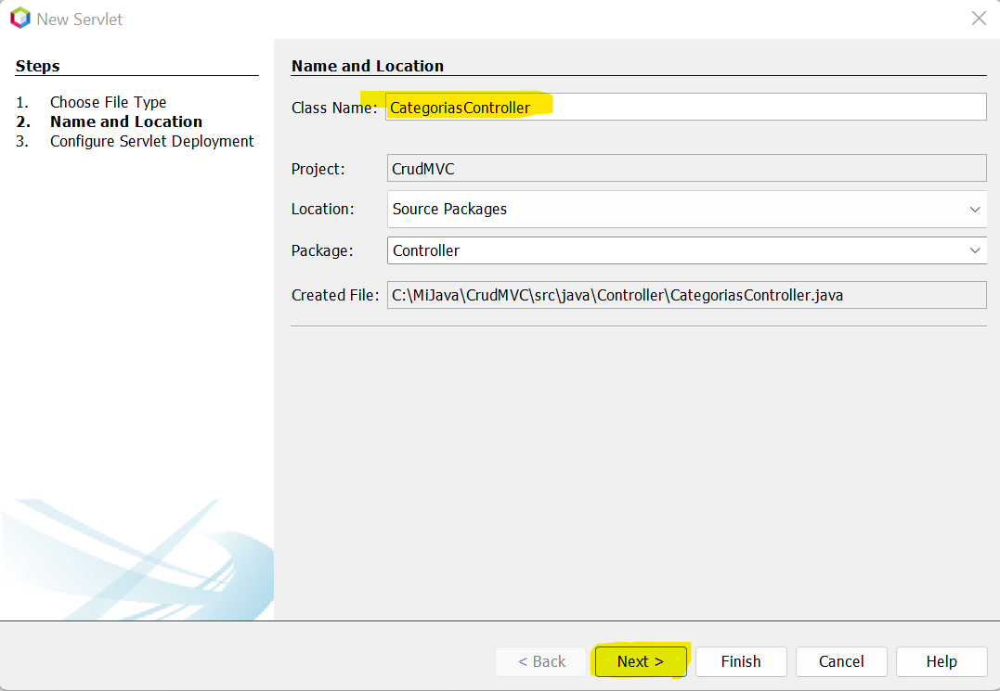 New Servlet
Steps
1. Choose File Type
2. Name and Location
3. Configure Servlet Deployment
Name and Location
Class Name: CategoriasController
Project: CrudMVC
Location: Source Packages
Package: Controller
Created File: C:\MiJava\CrudMVC\src\java\Controller\CategoriasController.java
< Back Next > Finish Cancel Help